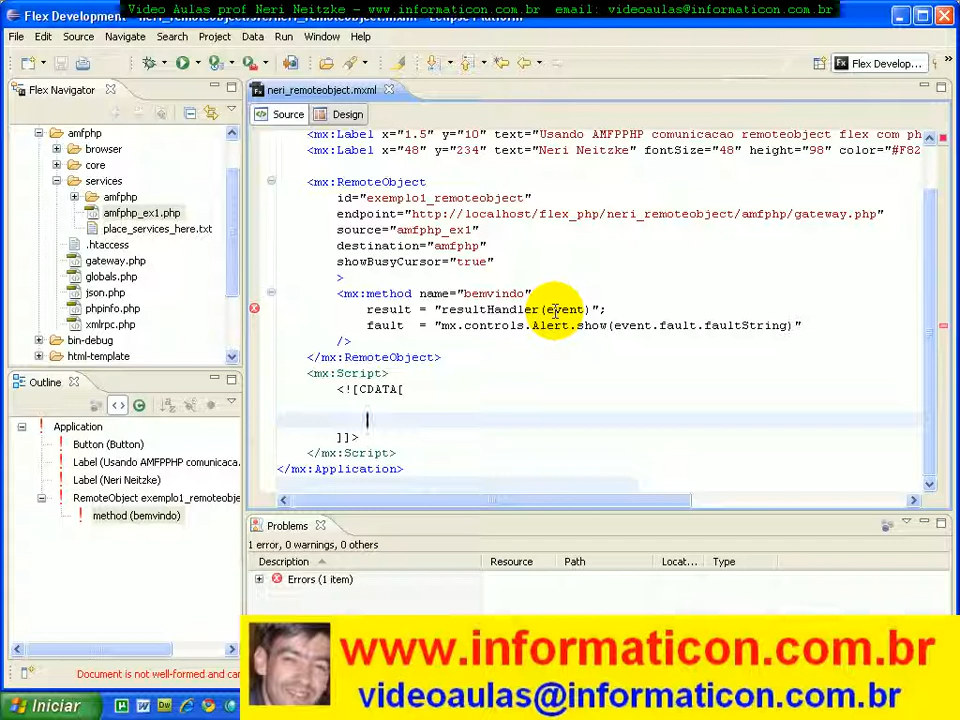 Video Aulas prof Neri Neitzke - www.informaticon.com.br email: videoaulas@informaticon.com.br
Flex Development
File Edit Source Navigate Search Project Data Run Window Help
Flex Develop...
»
Flex Navigator
neri_remoteobject.mxml
Source Design
amfphp
browser
core
services
amfphp
amfphp_ex1.php
place_services_here.txt
.htaccess
gateway.php
globals.php
json.php
phpinfo.php
xmlrpc.php
bin-debug
html-template
<mx:Label x="1.5" y="10" text="Usando AMFPPHP comunicacao remoteobject flex com ph
<mx:Label x="48" y="234" text="Neri Neitzke" fontSize="48" height="98" color="#F82
<mx:RemoteObject
id="exemplo1_remoteobject"
endpoint="http://localhost/flex_php/neri_remoteobject/amfphp/gateway.php"
source="amfphp_ex1"
destination="amfphp"
showBusyCursor="true"
>
<mx:method name="bemvindo"
result = "resultHandler(event)";
fault = "mx.controls.Alert.show(event.fault.faultString)"
/>
</mx:RemoteObject>
<mx:Script>
<![CDATA[
]]>
</mx:Script>
</mx:Application>
Outline
Application
Button (Button)
Label (Usando AMFPPHP comunicaca.
Label (Neri Neitzke)
RemoteObject exemplo1_remoteobje
method (bemvindo)
Problems
1 error, 0 warnings, 0 others
Description Resource Path Locat... Type
Errors (1 item)
Document is not well-formed and car
Iniciar
www.informaticon.com.br
videoaulas@informaticon.com.br